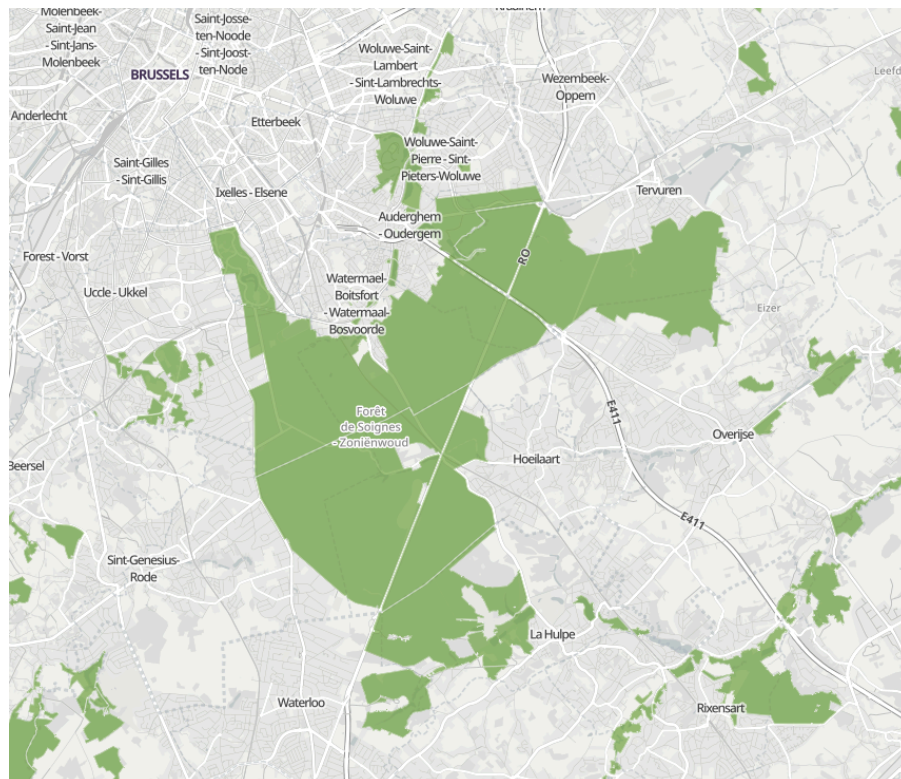 Molenbeek-
Saint-Jean
- Sint-Jans-
Molenbeek
Saint-Josse-
ten-Noode
- Sint-Joost-
ten-Node
BRUSSELS
Woluwe-Saint-
Lambert
- Sint-Lambrechts-
Woluwe
Wezembeek-
Oppem
Anderlecht
Etterbeek
Saint-Gilles
- Sint-Gillis
Woluwe-Saint-
Pierre - Sint-
Pieters-Woluwe
Ixelles - Elsene
Tervuren
Auderghem
- Oudergem
RO
Forest - Vorst
Uccle - Ukkel
Watermael-
Boitsfort
- Watermaal-
Bosvoorde
Eizer
E411
Forêt
de Soignes
- Zoniënwoud
Overijse
Hoeilaart
Beersel
E411
Sint-Genesius-
Rode
La Hulpe
Waterloo
Rixensart